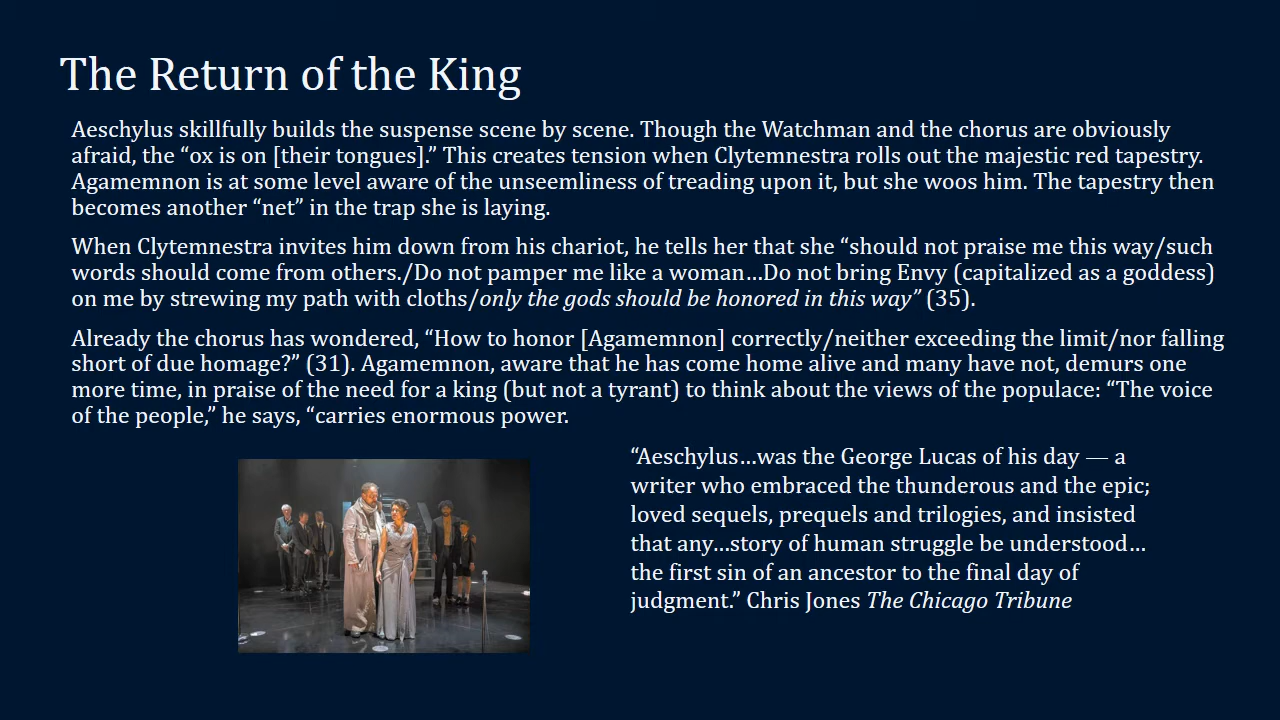 The Return of the King
Aeschylus skillfully builds the suspense scene by scene. Though the Watchman and the chorus are obviously
afraid, the “ox is on [their tongues].” This creates tension when Clytemnestra rolls out the majestic red tapestry.
Agamemnon is at some level aware of the unseemliness of treading upon it, but she woos him. The tapestry then
becomes another “net” in the trap she is laying.
When Clytemnestra invites him down from his chariot, he tells her that she “should not praise me this way/such
words should come from others./Do not pamper me like a woman…Do not bring Envy (capitalized as a goddess)
on me by strewing my path with cloths/only the gods should be honored in this way” (35).
Already the chorus has wondered, “How to honor [Agamemnon] correctly/neither exceeding the limit/nor falling
short of due homage?” (31). Agamemnon, aware that he has come home alive and many have not, demurs one
more time, in praise of the need for a king (but not a tyrant) to think about the views of the populace: “The voice
of the people,” he says, “carries enormous power.
“Aeschylus…was the George Lucas of his day — a
writer who embraced the thunderous and the epic;
loved sequels, prequels and trilogies, and insisted
that any…story of human struggle be understood…
the first sin of an ancestor to the final day of
judgment.” Chris Jones The Chicago Tribune